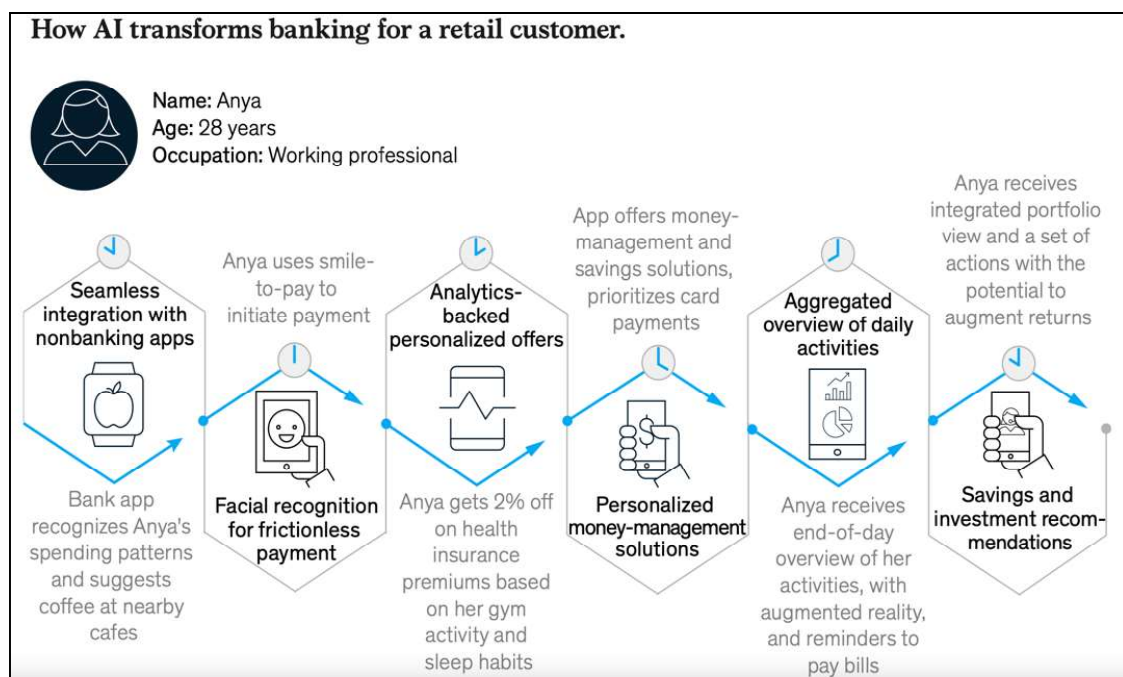 How AI transforms banking for a retail customer.
Name: Anya
Age: 28 years
Occupation: Working professional
Seamless
integration with
nonbanking apps
Bank app
recognizes Anya's
spending patterns
and suggests
coffee at nearby
cafes
Anya uses smile-
to-pay to
initiate payment
Facial recognition
for frictionless
payment
Analytics-
backed
personalized offers
Anya gets 2% off
on health
insurance
premiums based
on her gym
activity and
sleep habits
App offers money-
management and
savings solutions,
prioritizes card
payments
$
Personalized
money-management
solutions
Aggregated
overview of daily
activities
Anya receives
end-of-day
overview of her
activities, with
augmented reality,
and reminders to
pay bills
Anya receives
integrated portfolio
view and a set of
actions with the
potential to
augment returns
Savings and
investment recom-
mendations